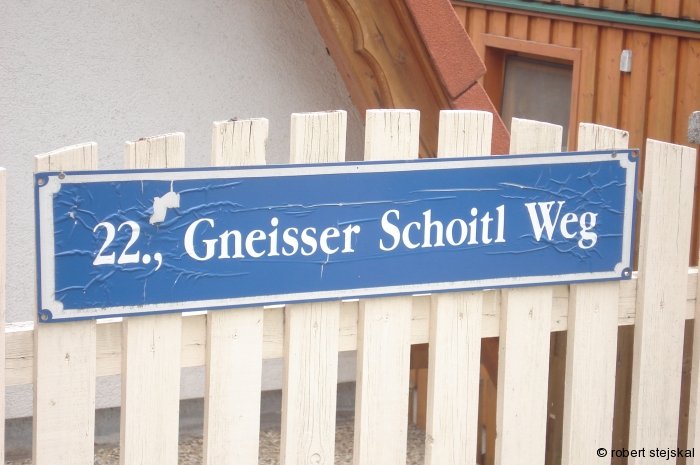 22., Gneisser Schoitl Weg
© robert stejskal